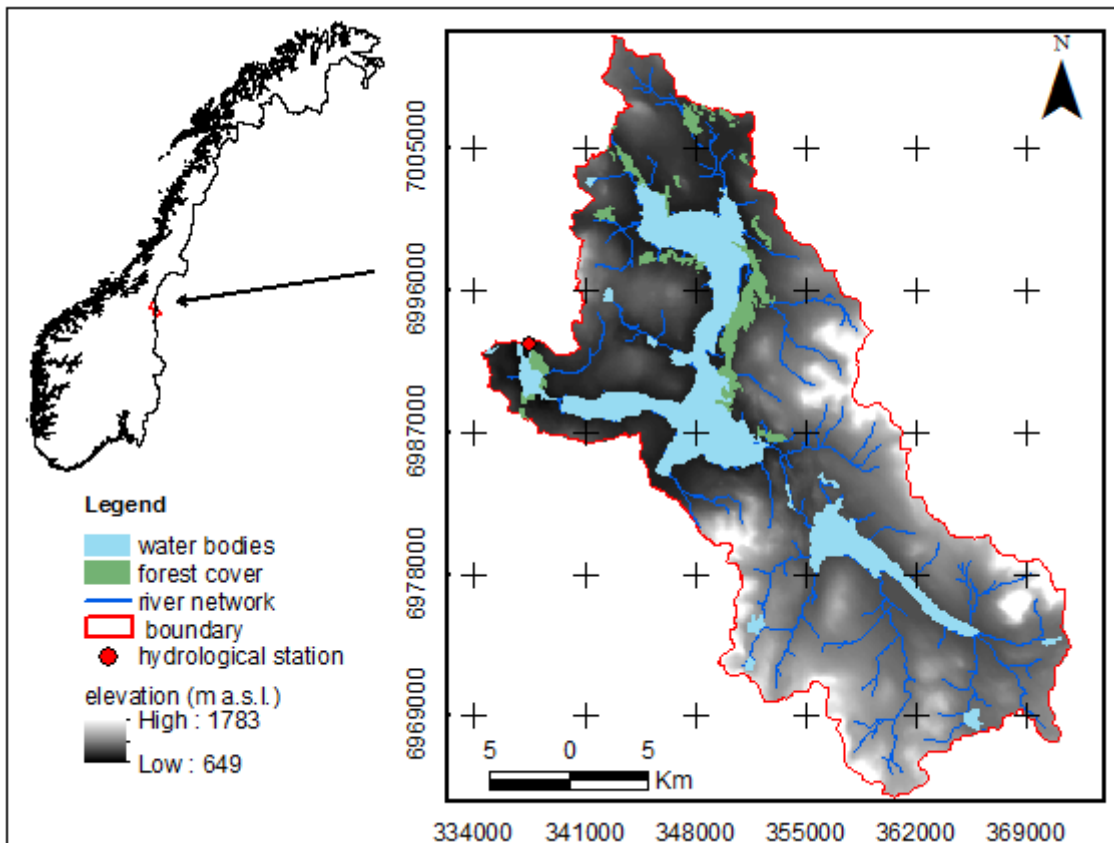 N
7005000
6996000
6987000
6978000
6969000
Legend
water bodies
forest cover
river network
boundary
hydrological station
elevation (m a.s.l.)
High : 1783
Low : 649
5 0 5
Km
334000 341000 348000 355000 362000 369000